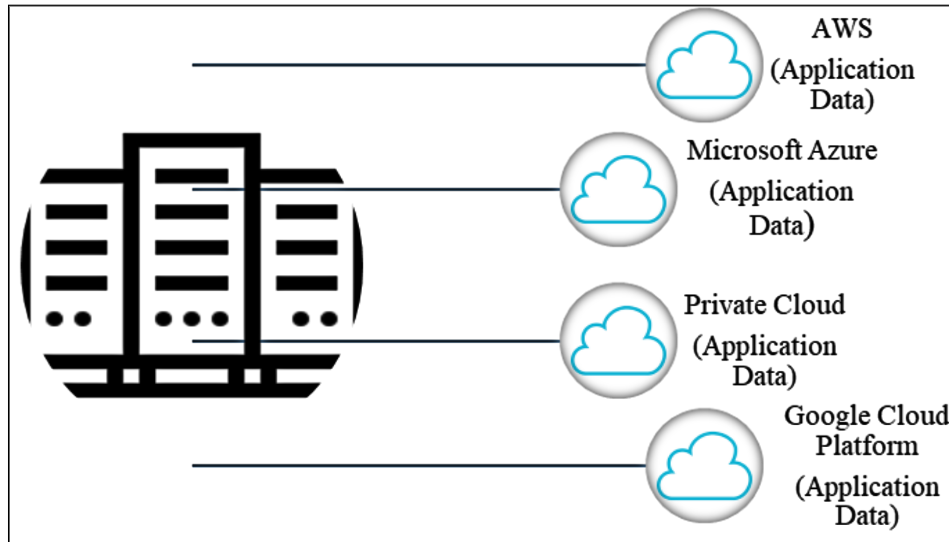 AWS
(Application
Data)
Microsoft Azure
(Application
Data)
Private Cloud
(Application
Data)
Google Cloud
Platform
(Application
Data)